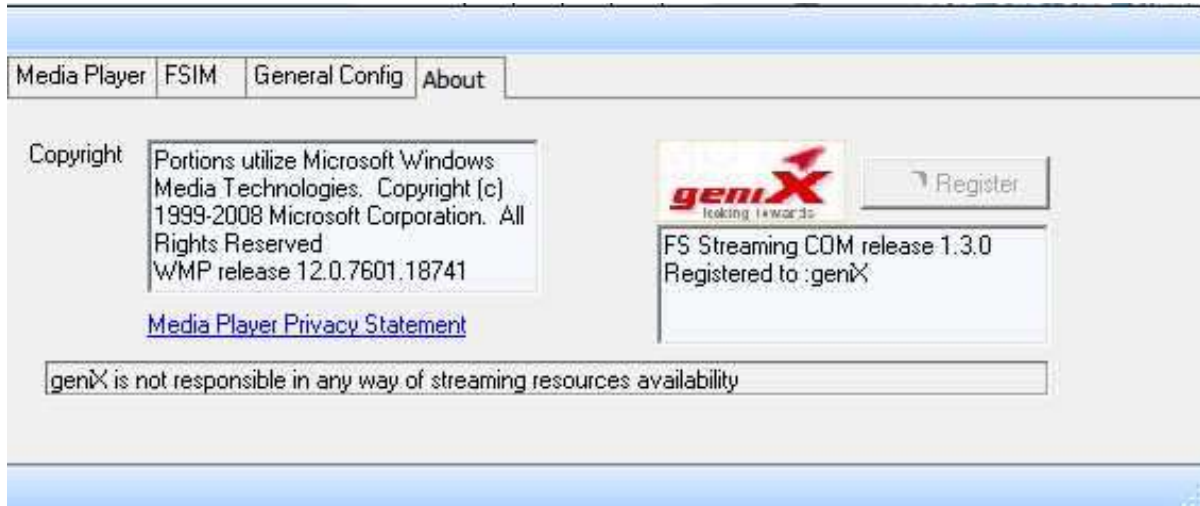 Media Player FSIM General Config About
Copyright
Portions utilize Microsoft Windows
Media Technologies. Copyright (c)
1999-2008 Microsoft Corporation. All
Rights Reserved
WMP release 12.0.7601.18741
Media Player Privacy Statement
geniX
looking towards
Register
FS Streaming COM release 1.3.0
Registered to :geniX
geniX is not responsible in any way of streaming resources availability